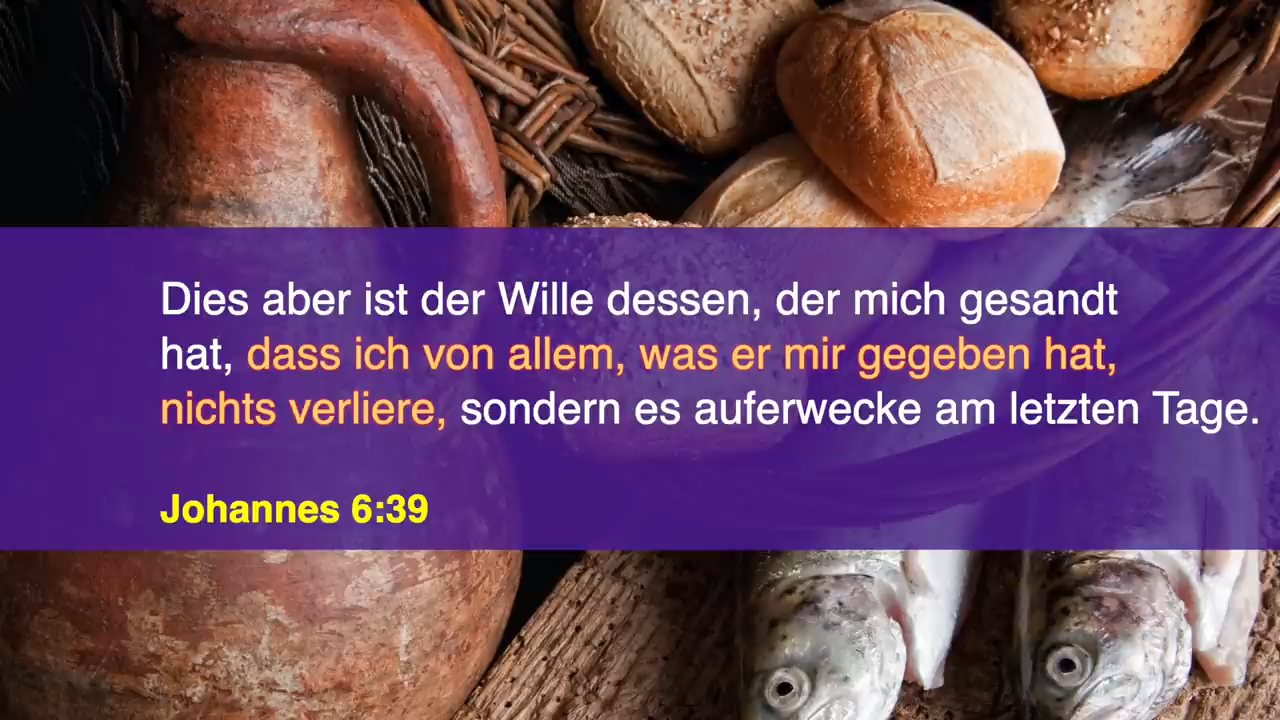 Dies aber ist der Wille dessen, der mich gesandt
hat, dass ich von allem, was er mir gegeben hat,
nichts verliere, sondern es auferwecke am letzten Tage.
Johannes 6:39